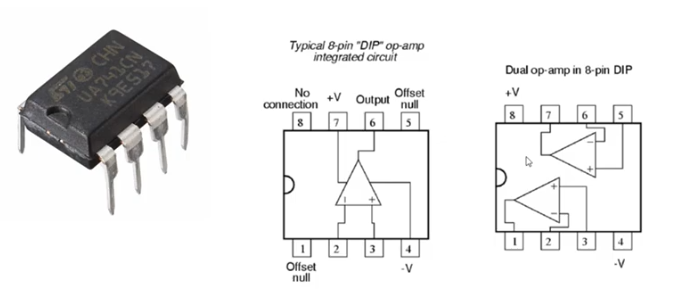 CHN
UA741CN
K9E517
Typical 8-pin "DIP" op-amp
integrated circuit
No
connection
+V
Output
Offset
null
8
7
6
5
1
2
3
4
Offset
null
-V
Dual op-amp in 8-pin DIP
+V
8
7
6
5
1
2
3
4
-V